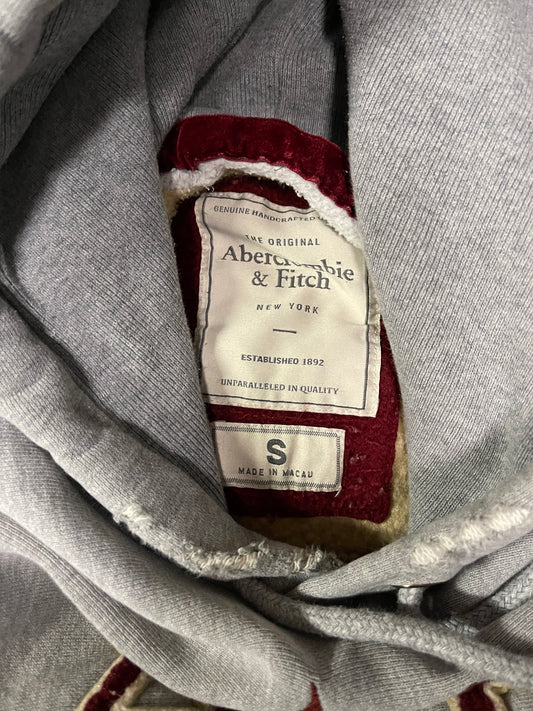 GENUINE HANDCRAFTED
THE ORIGINAL
Abercrombie
& Fitch
NEW YORK
ESTABLISHED 1892
UNPARALLELED IN QUALITY
S
MADE IN MACAU